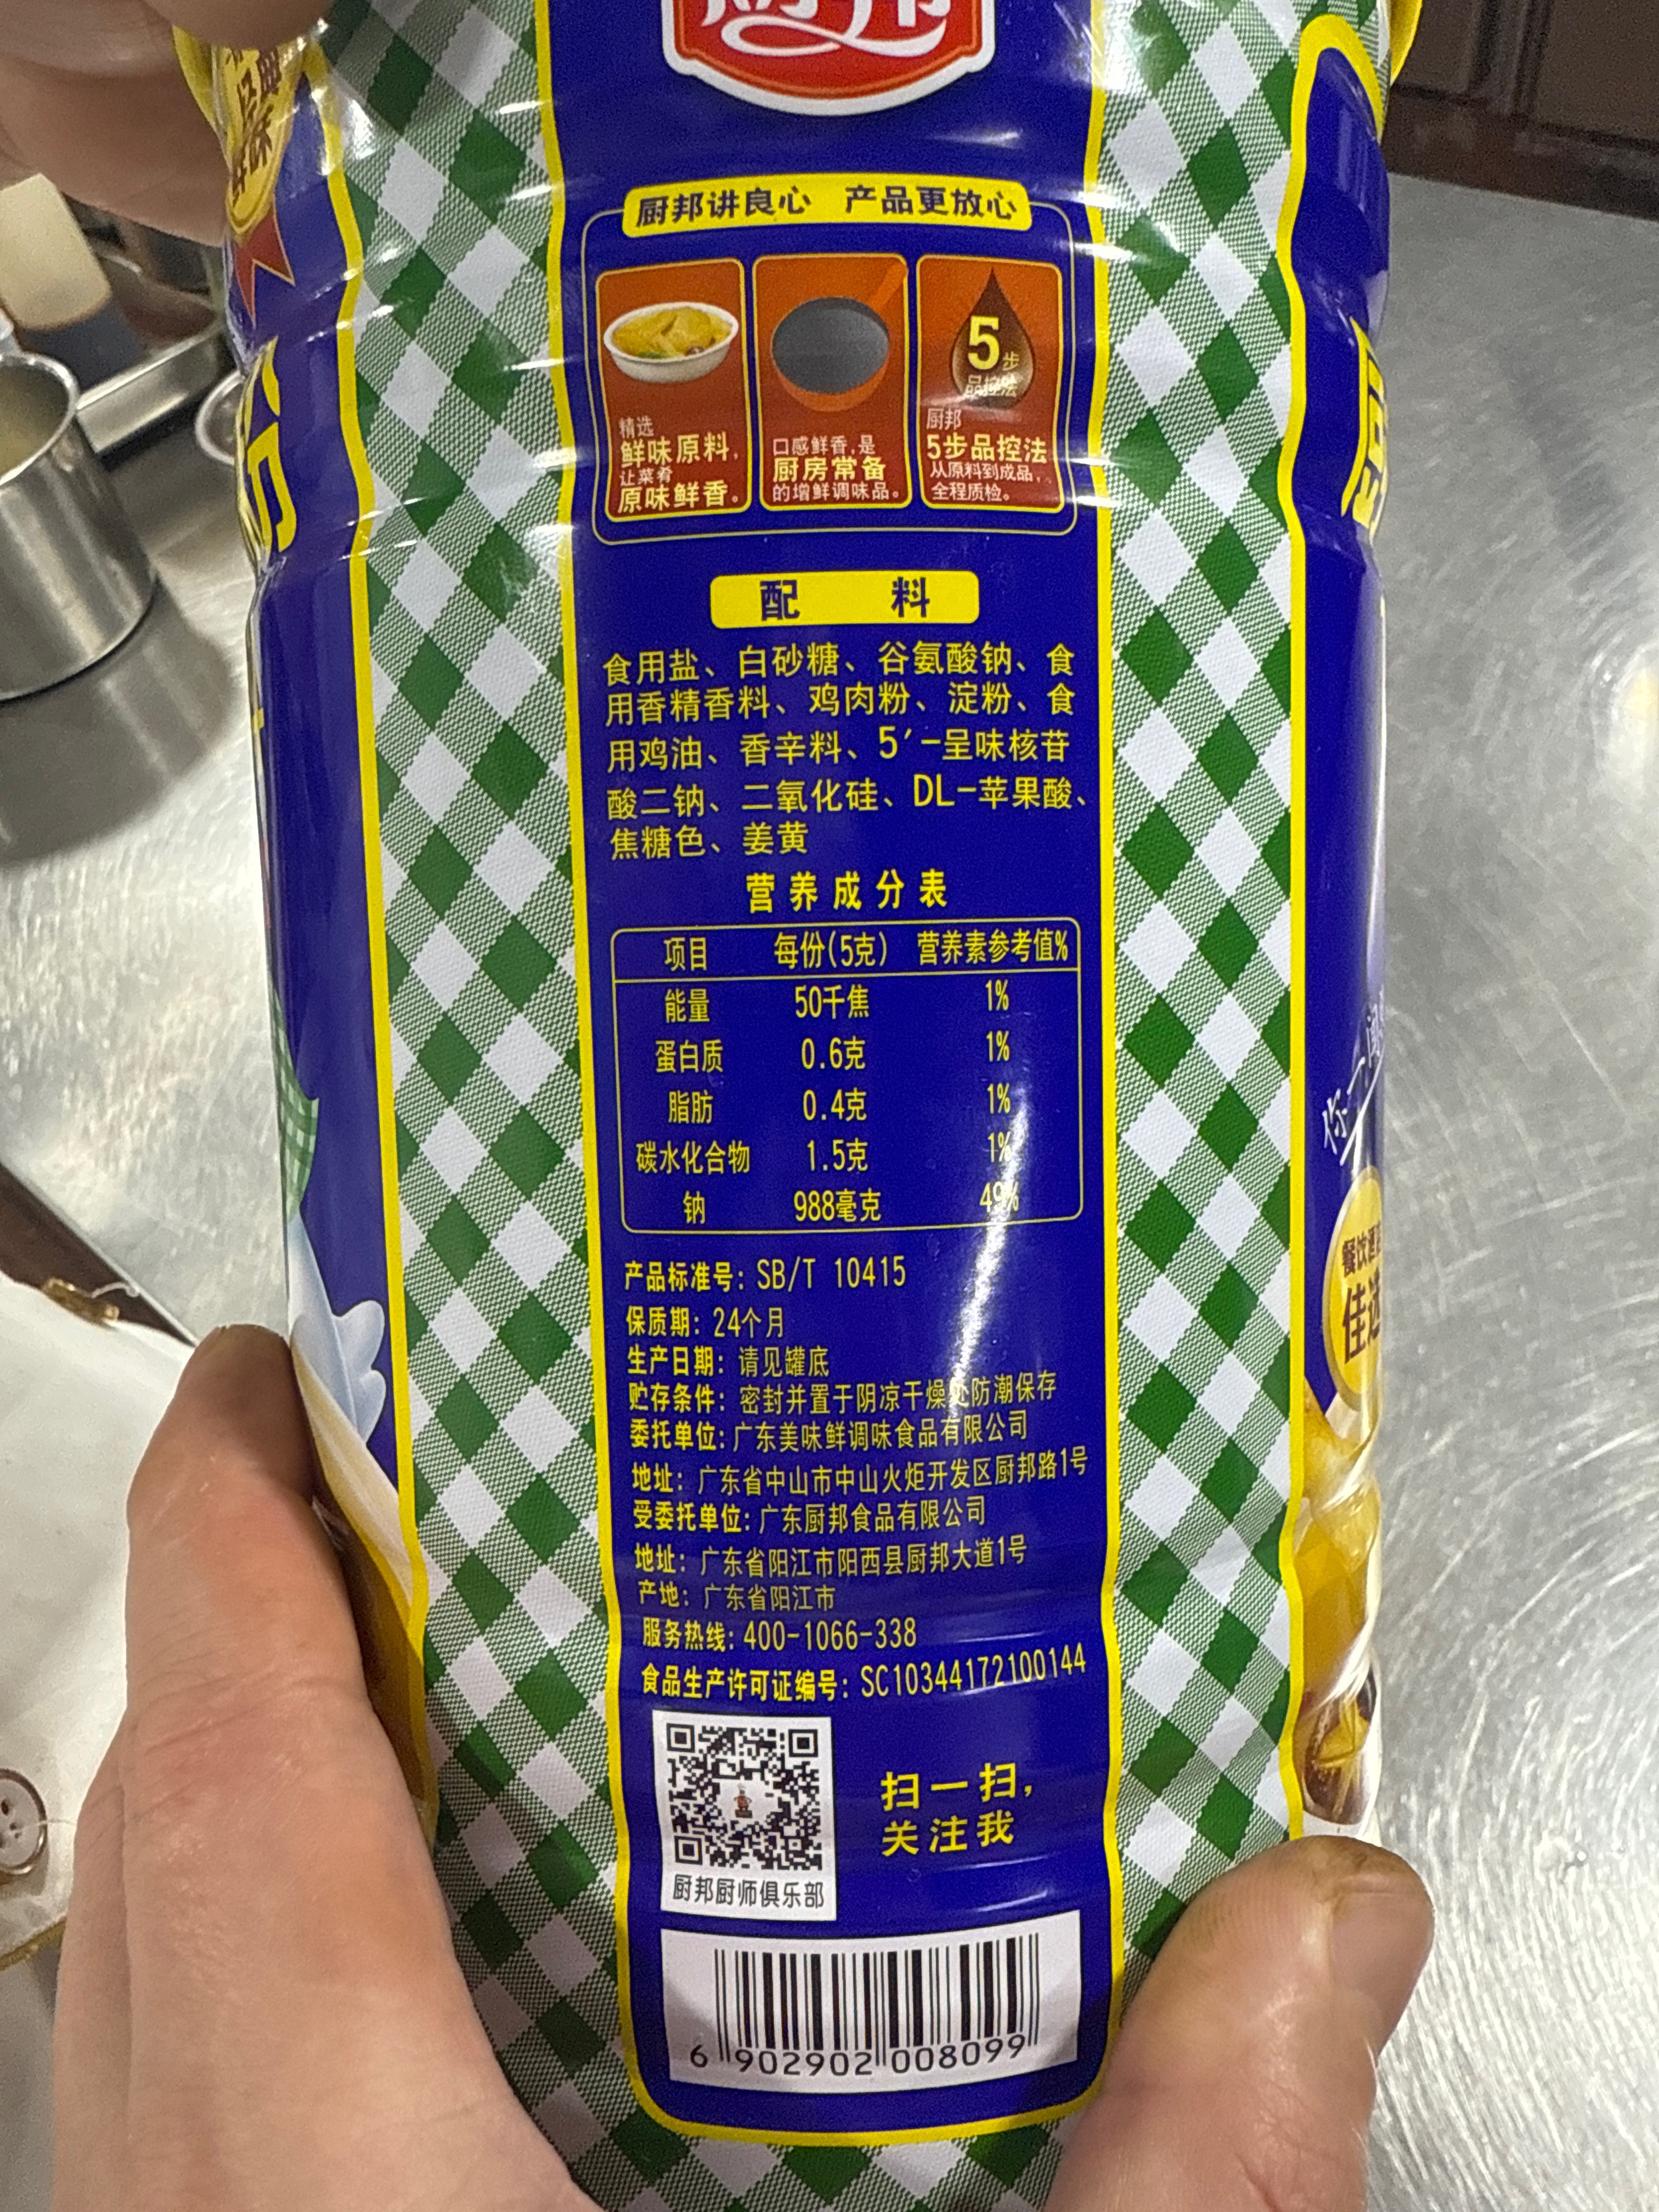 厨邦
厨邦讲良心 产品更放心
精选
鲜味原料,
让菜肴
原味鲜香。
口感鲜香,是
厨房常备
的增鲜调味品。
5步
品控法
厨邦
5步品控法
从原料到成品,
全程质检。
配 料
食用盐、白砂糖、谷氨酸钠、食
用香精香料、鸡肉粉、淀粉、食
用鸡油、香辛料、5′-呈味核苷
酸二钠、二氧化硅、DL-苹果酸、
焦糖色、姜黄
营养成分表
项目 每份(5克) 营养素参考值%
能量 50千焦 1%
蛋白质 0.6克 1%
脂肪 0.4克 1%
碳水化合物 1.5克 1%
钠 988毫克 49%
产品标准号: SB/T 10415
保质期: 24个月
生产日期: 请见罐底
贮存条件: 密封并置于阴凉干燥处防潮保存
委托单位: 广东美味鲜调味食品有限公司
地址: 广东省中山市中山火炬开发区厨邦路1号
受委托单位: 广东厨邦食品有限公司
地址: 广东省阳江市阳西县厨邦大道1号
产地: 广东省阳江市
服务热线: 400-1066-338
食品生产许可证编号: SC10344172100144
扫一扫,
关注我
厨邦厨师俱乐部
6 902902 008099
粉
餐饮
佳选